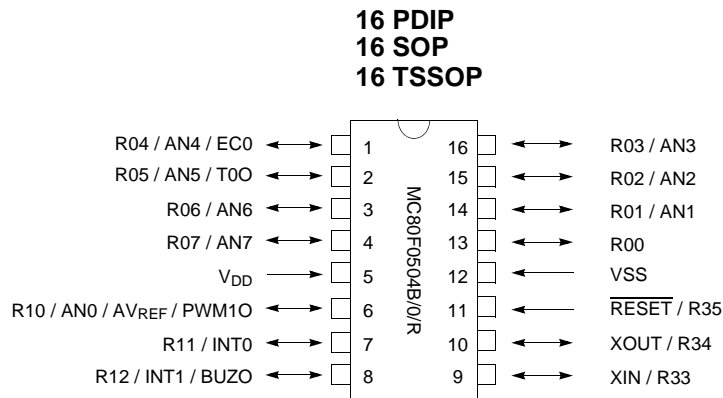 16 PDIP
16 SOP
16 TSSOP
R04 / AN4 / EC0 1 16 R03 / AN3
R05 / AN5 / T0O 2 15 R02 / AN2
R06 / AN6 3 14 R01 / AN1
R07 / AN7 4 13 R00
VDD 5 12 VSS
R10 / AN0 / AVREF / PWM1O 6 11 RESET / R35
R11 / INT0 7 10 XOUT / R34
R12 / INT1 / BUZO 8 9 XIN / R33
MC80F0504B/0/R